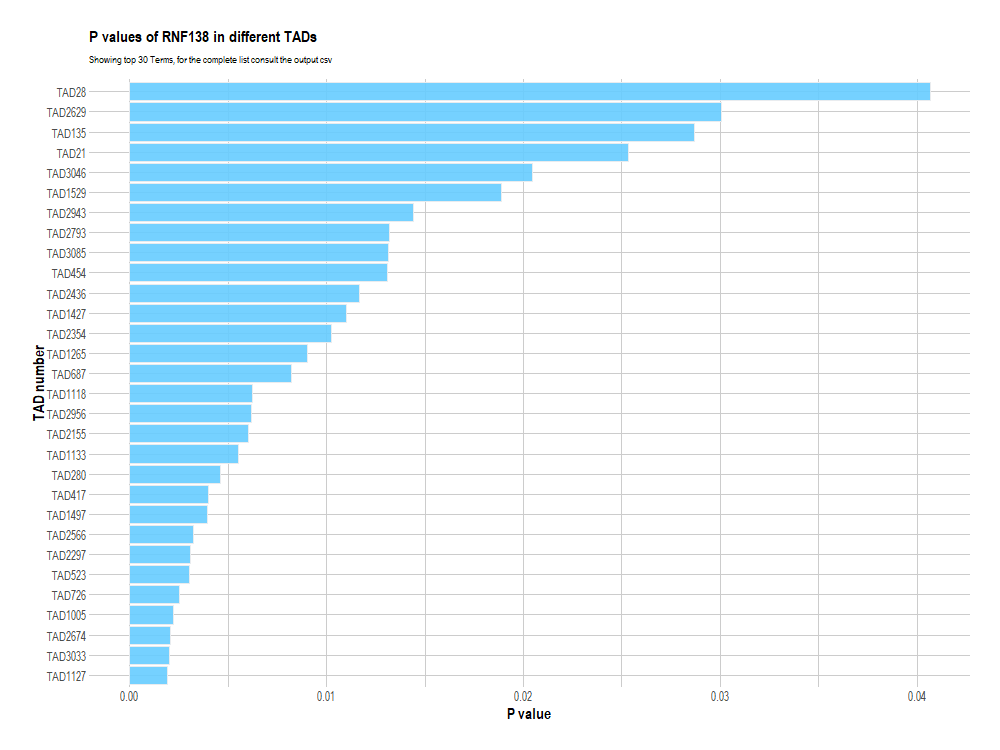 P values of RNF138 in different TADs
Showing top 30 Terms, for the complete list consult the output csv
TAD28
TAD2629
TAD135
TAD21
TAD3046
TAD1529
TAD2943
TAD2793
TAD3085
TAD454
TAD2436
TAD1427
TAD2354
TAD1265
TAD687
TAD1118
TAD2956
TAD2155
TAD1133
TAD280
TAD417
TAD1497
TAD2566
TAD2297
TAD523
TAD726
TAD1005
TAD2674
TAD3033
TAD1127
TAD number
0.00 0.01 0.02 0.03 0.04
P value